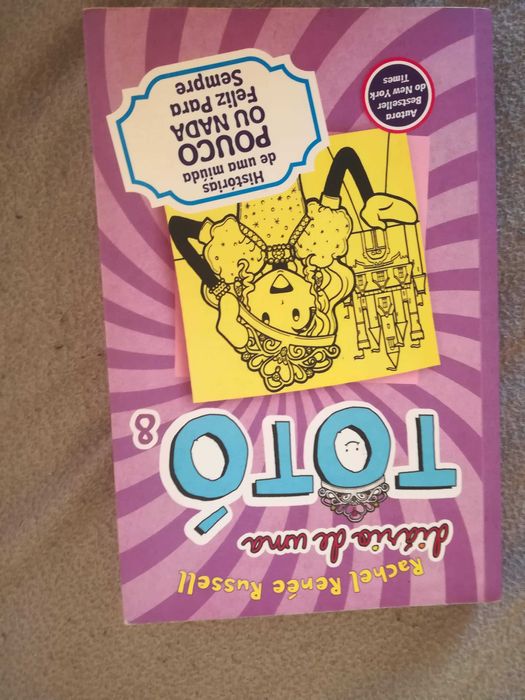 Rachel Renée Russell
diário de uma
TOTÓ
8
Autora
Bestseller
do New York
Times
Histórias
de uma miúda
POUCO
OU NADA
Feliz Para
Sempre